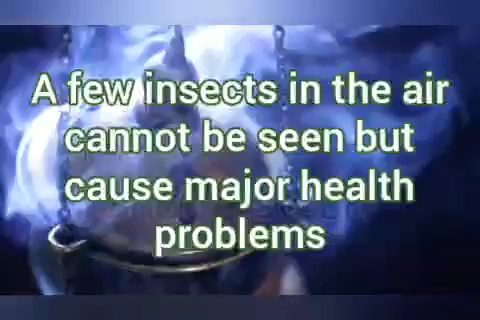 A few insects in the air
cannot be seen but
cause major health
problems